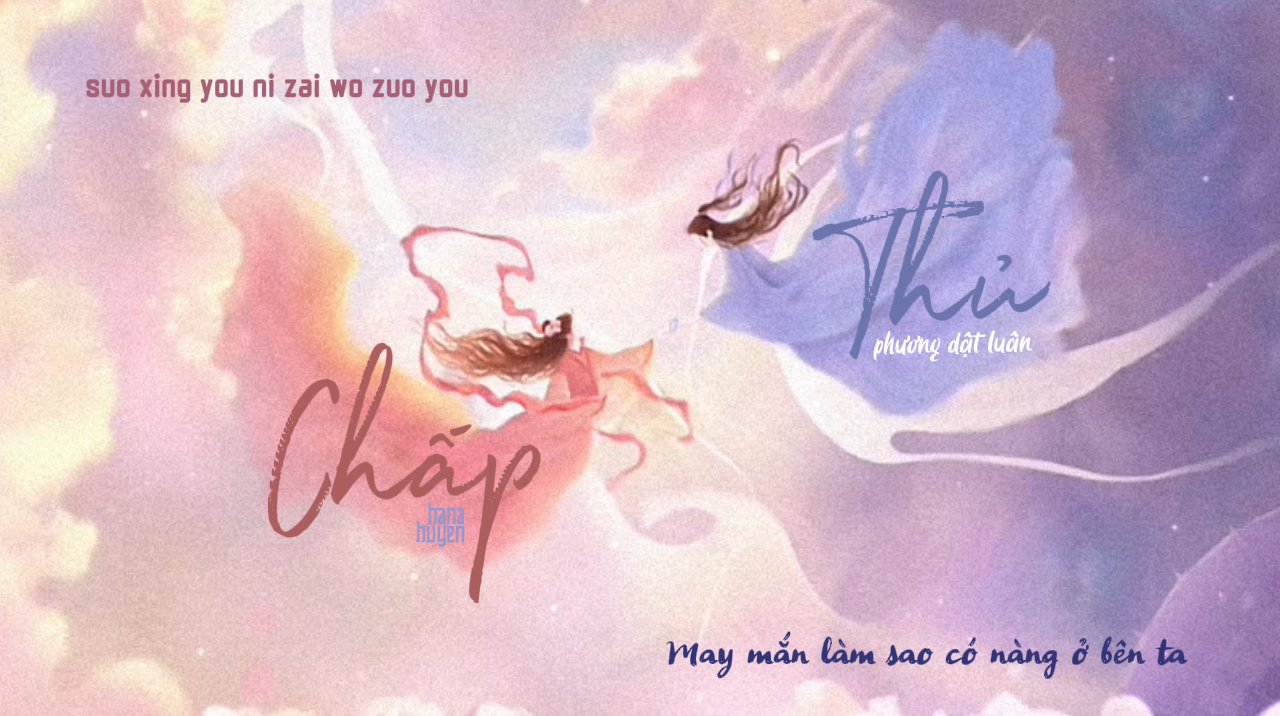 suo xing you ni zai wo zuo you
Thủ
phương dật luân
Chấp
hana
huyen
May mắn làm sao có nàng ở bên ta